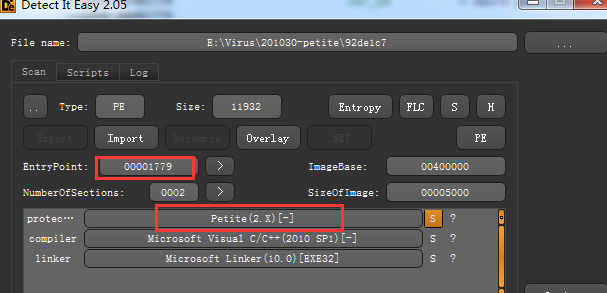 Detect It Easy 2.05
File name: E:\Virus\201030-petite\92de1c7 ...
Scan Scripts Log
.. Type: PE Size: 11932 Entropy FLC S H
Export Import Resource Overlay .NET PE
EntryPoint: 00001779 > ImageBase: 00400000
NumberOfSections: 0002 > SizeOfImage: 00005000
protec… Petite(2.X)[-] S ?
compiler Microsoft Visual C/C++(2010 SP1)[-] S ?
linker Microsoft Linker(10.0)[EXE32] S ?